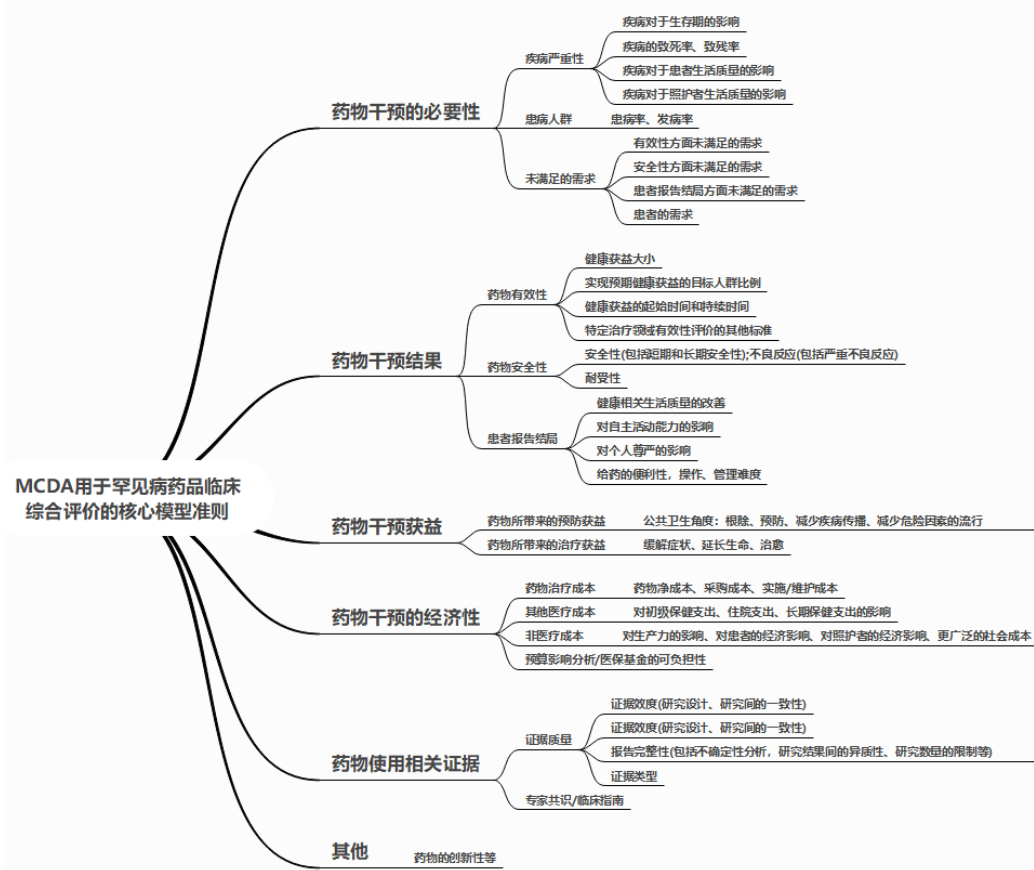 疾病对于生存期的影响
疾病的致死率、致残率
疾病严重性
疾病对于患者生活质量的影响
疾病对于照护者生活质量的影响
药物干预的必要性
患病人群
患病率、发病率
有效性方面未满足的需求
安全性方面未满足的需求
未满足的需求
患者报告结局方面未满足的需求
患者的需求
健康获益大小
实现预期健康获益的目标人群比例
药物有效性
健康获益的起始时间和持续时间
特定治疗领域有效性评价的其他标准
药物干预结果
安全性(包括短期和长期安全性);不良反应(包括严重不良反应)
药物安全性
耐受性
健康相关生活质量的改善
对自主活动能力的影响
患者报告结局
对个人尊严的影响
给药的便利性，操作、管理难度
MCDA用于罕见病药品临床
综合评价的核心模型准则
药物干预获益
药物所带来的预防获益
公共卫生角度：根除、预防、减少疾病传播、减少危险因素的流行
药物所带来的治疗获益
缓解症状、延长生命、治愈
药物干预的经济性
药物治疗成本
药物净成本、采购成本、实施/维护成本
其他医疗成本
对初级保健支出、住院支出、长期保健支出的影响
非医疗成本
对生产力的影响、对患者的经济影响、对照护者的经济影响、更广泛的社会成本
预算影响分析/医保基金的可负担性
证据效度(研究设计、研究间的一致性)
证据效度(研究设计、研究间的一致性)
证据质量
报告完整性(包括不确定性分析，研究结果间的异质性、研究数量的限制等)
证据类型
药物使用相关证据
专家共识/临床指南
其他
药物的创新性等